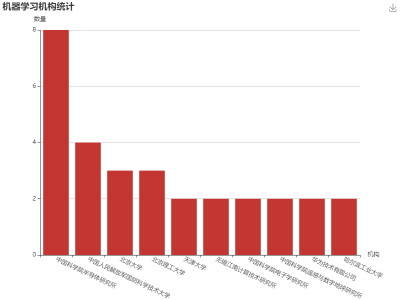 机器学习机构统计
数量
8
6
4
2
0
机构
中国科学院半导体研究所
中国人民解放军国防科学技术大学
北京大学
北京理工大学
天津大学
无锡江南计算技术研究所
中国科学院电子学研究所
中国科学院遥感与数字地球研究所
华为技术有限公司
哈尔滨工业大学